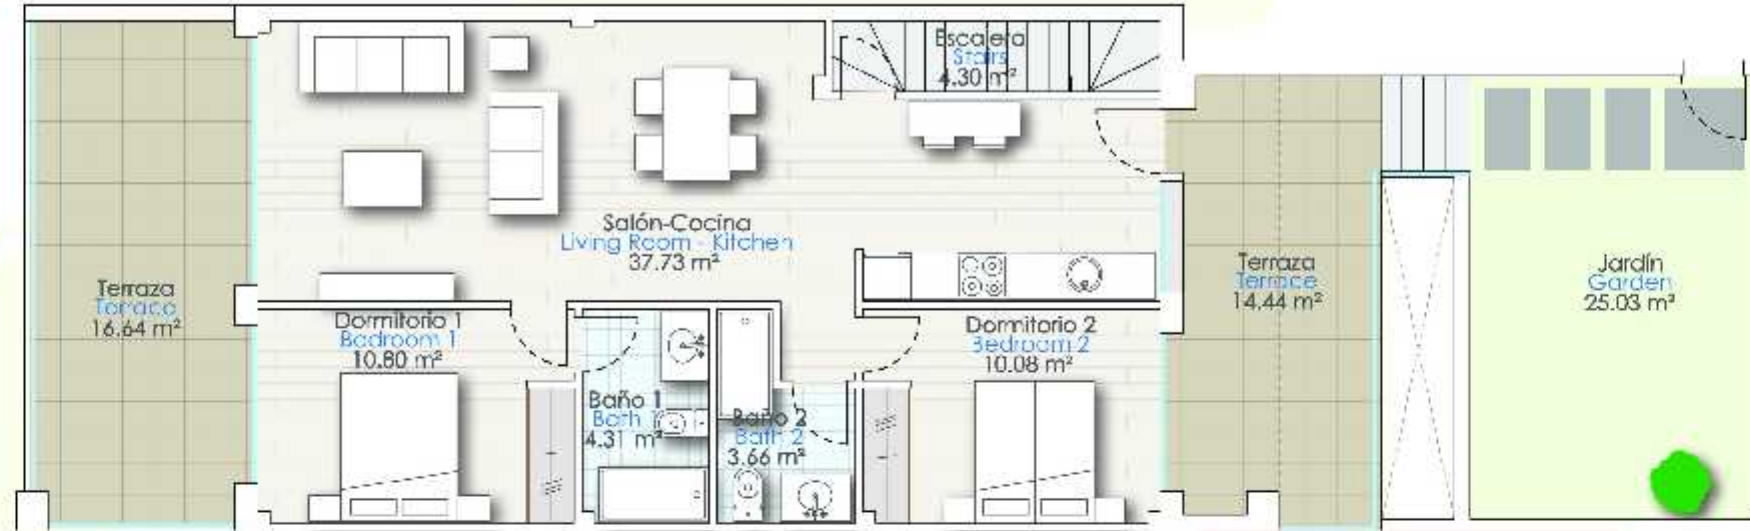 Escalera
Stairs
4.30 m²
Salón-Cocina
Living Room - Kitchen
37.73 m²
Terraza
Terrace
16.64 m²
Terraza
Terrace
14.44 m²
Jardín
Garden
25.03 m²
Dormitorio 1
Bedroom 1
10.80 m²
Dormitorio 2
Bedroom 2
10.08 m²
Baño 1
Bath 1
4.31 m²
Baño 2
Bath 2
3.66 m²